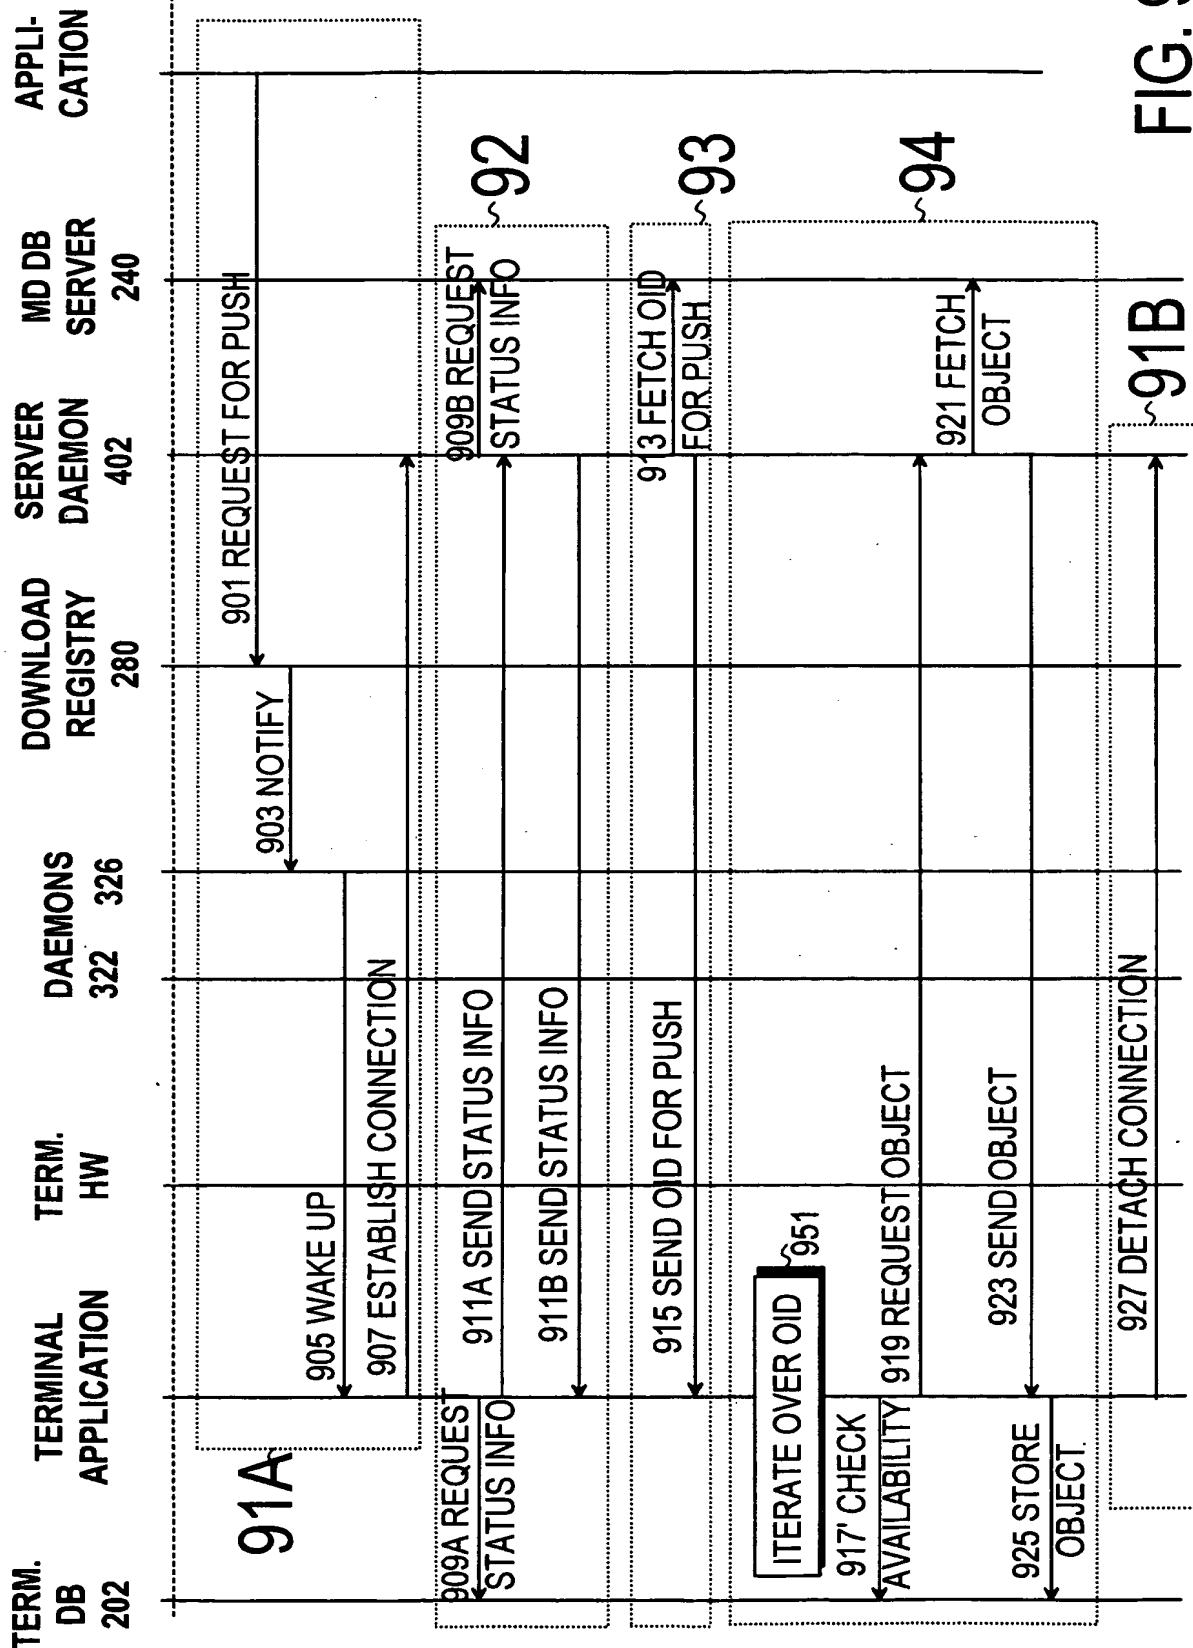 TERM.
DB
202
TERMINAL
APPLICATION
TERM.
HW
DAEMONS
322 326
DOWNLOAD
REGISTRY
280
SERVER
DAEMON
402
MD DB
SERVER
240
APPLI-
CATION
91A
901 REQUEST FOR PUSH
903 NOTIFY
905 WAKE UP
907 ESTABLISH CONNECTION
92
909A REQUEST
STATUS INFO
909B REQUEST
STATUS INFO
911A SEND STATUS INFO
911B SEND STATUS INFO
93
913 FETCH OID
FOR PUSH
915 SEND OID FOR PUSH
94
ITERATE OVER OID
951
917' CHECK
AVAILABILITY
919 REQUEST OBJECT
921 FETCH
OBJECT
923 SEND OBJECT
925 STORE
OBJECT.
91B
927 DETACH CONNECTION
FIG. 9